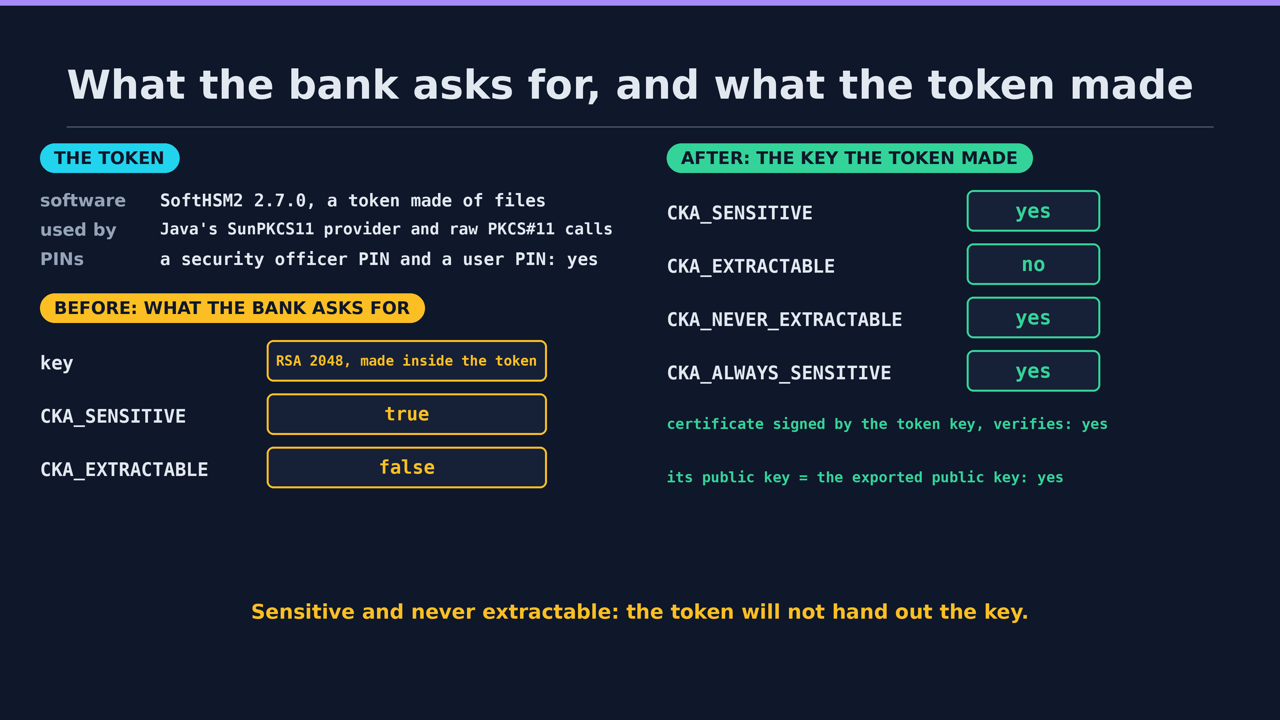 What the bank asks for, and what the token made
THE TOKEN
software SoftHSM2 2.7.0, a token made of files
used by Java's SunPKCS11 provider and raw PKCS#11 calls
PINs a security officer PIN and a user PIN: yes
BEFORE: WHAT THE BANK ASKS FOR
key RSA 2048, made inside the token
CKA_SENSITIVE true
CKA_EXTRACTABLE false
AFTER: THE KEY THE TOKEN MADE
CKA_SENSITIVE yes
CKA_EXTRACTABLE no
CKA_NEVER_EXTRACTABLE yes
CKA_ALWAYS_SENSITIVE yes
certificate signed by the token key, verifies: yes
its public key = the exported public key: yes
Sensitive and never extractable: the token will not hand out the key.